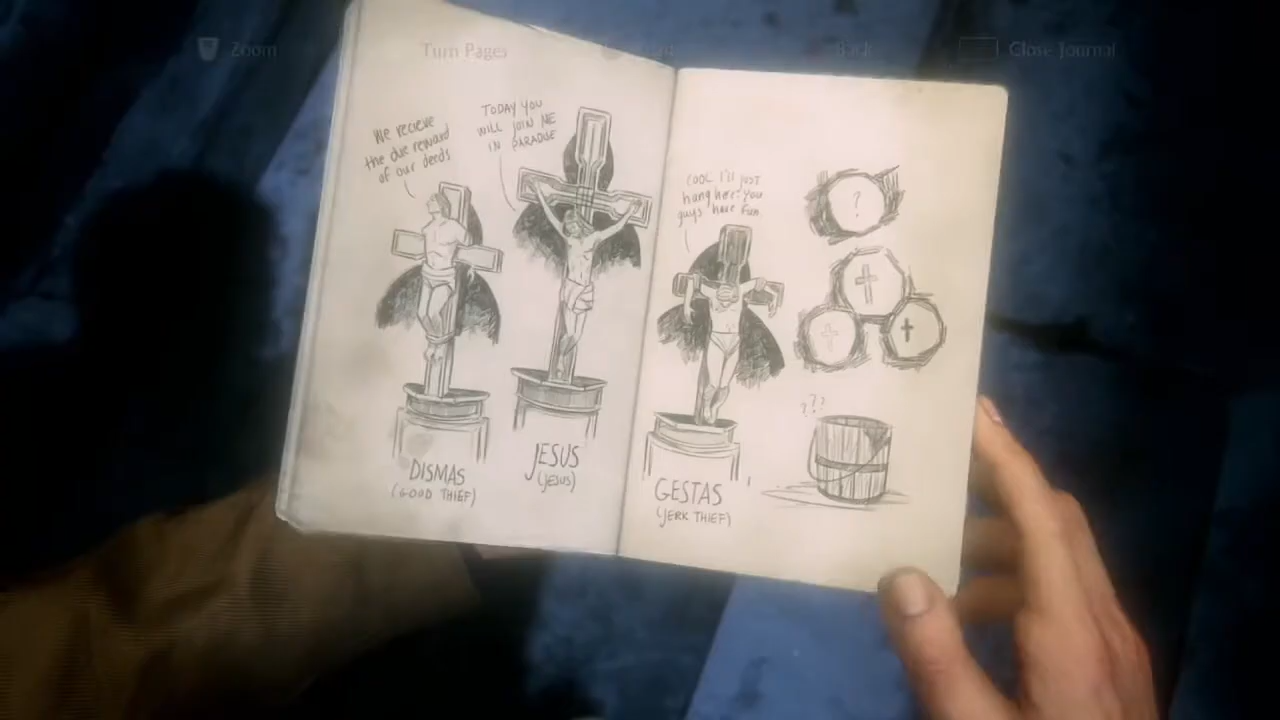 Zoom
Turn Pages
Back
Close Journal
We recieve
the due reward
of our deeds
TODAY YOU
WILL JOIN ME
IN PARADISE
COOL I'll JUST
hang here. you
guys have fun.
?
???
DISMAS
(GOOD THIEF)
JESUS
(JESUS)
GESTAS
(JERK THIEF)